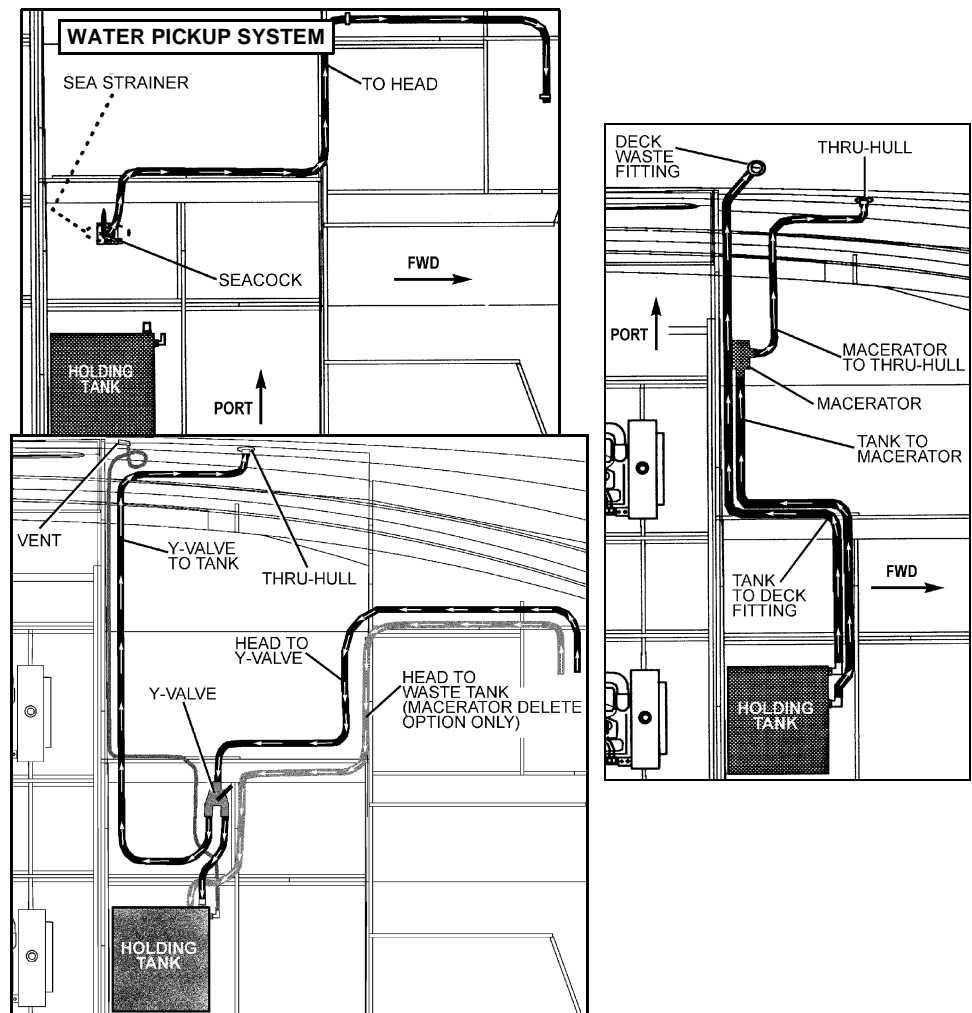 WATER PICKUP SYSTEM
SEA STRAINER
TO HEAD
SEACOCK
FWD
HOLDING
TANK
PORT
DECK
WASTE
FITTING
THRU-HULL
PORT
MACERATOR
TO THRU-HULL
MACERATOR
TANK TO
MACERATOR
TANK
TO DECK
FITTING
FWD
HOLDING
TANK
VENT
Y-VALVE
TO TANK
THRU-HULL
HEAD TO
Y-VALVE
Y-VALVE
HEAD TO
WASTE TANK
(MACERATOR DELETE
OPTION ONLY)
HOLDING
TANK